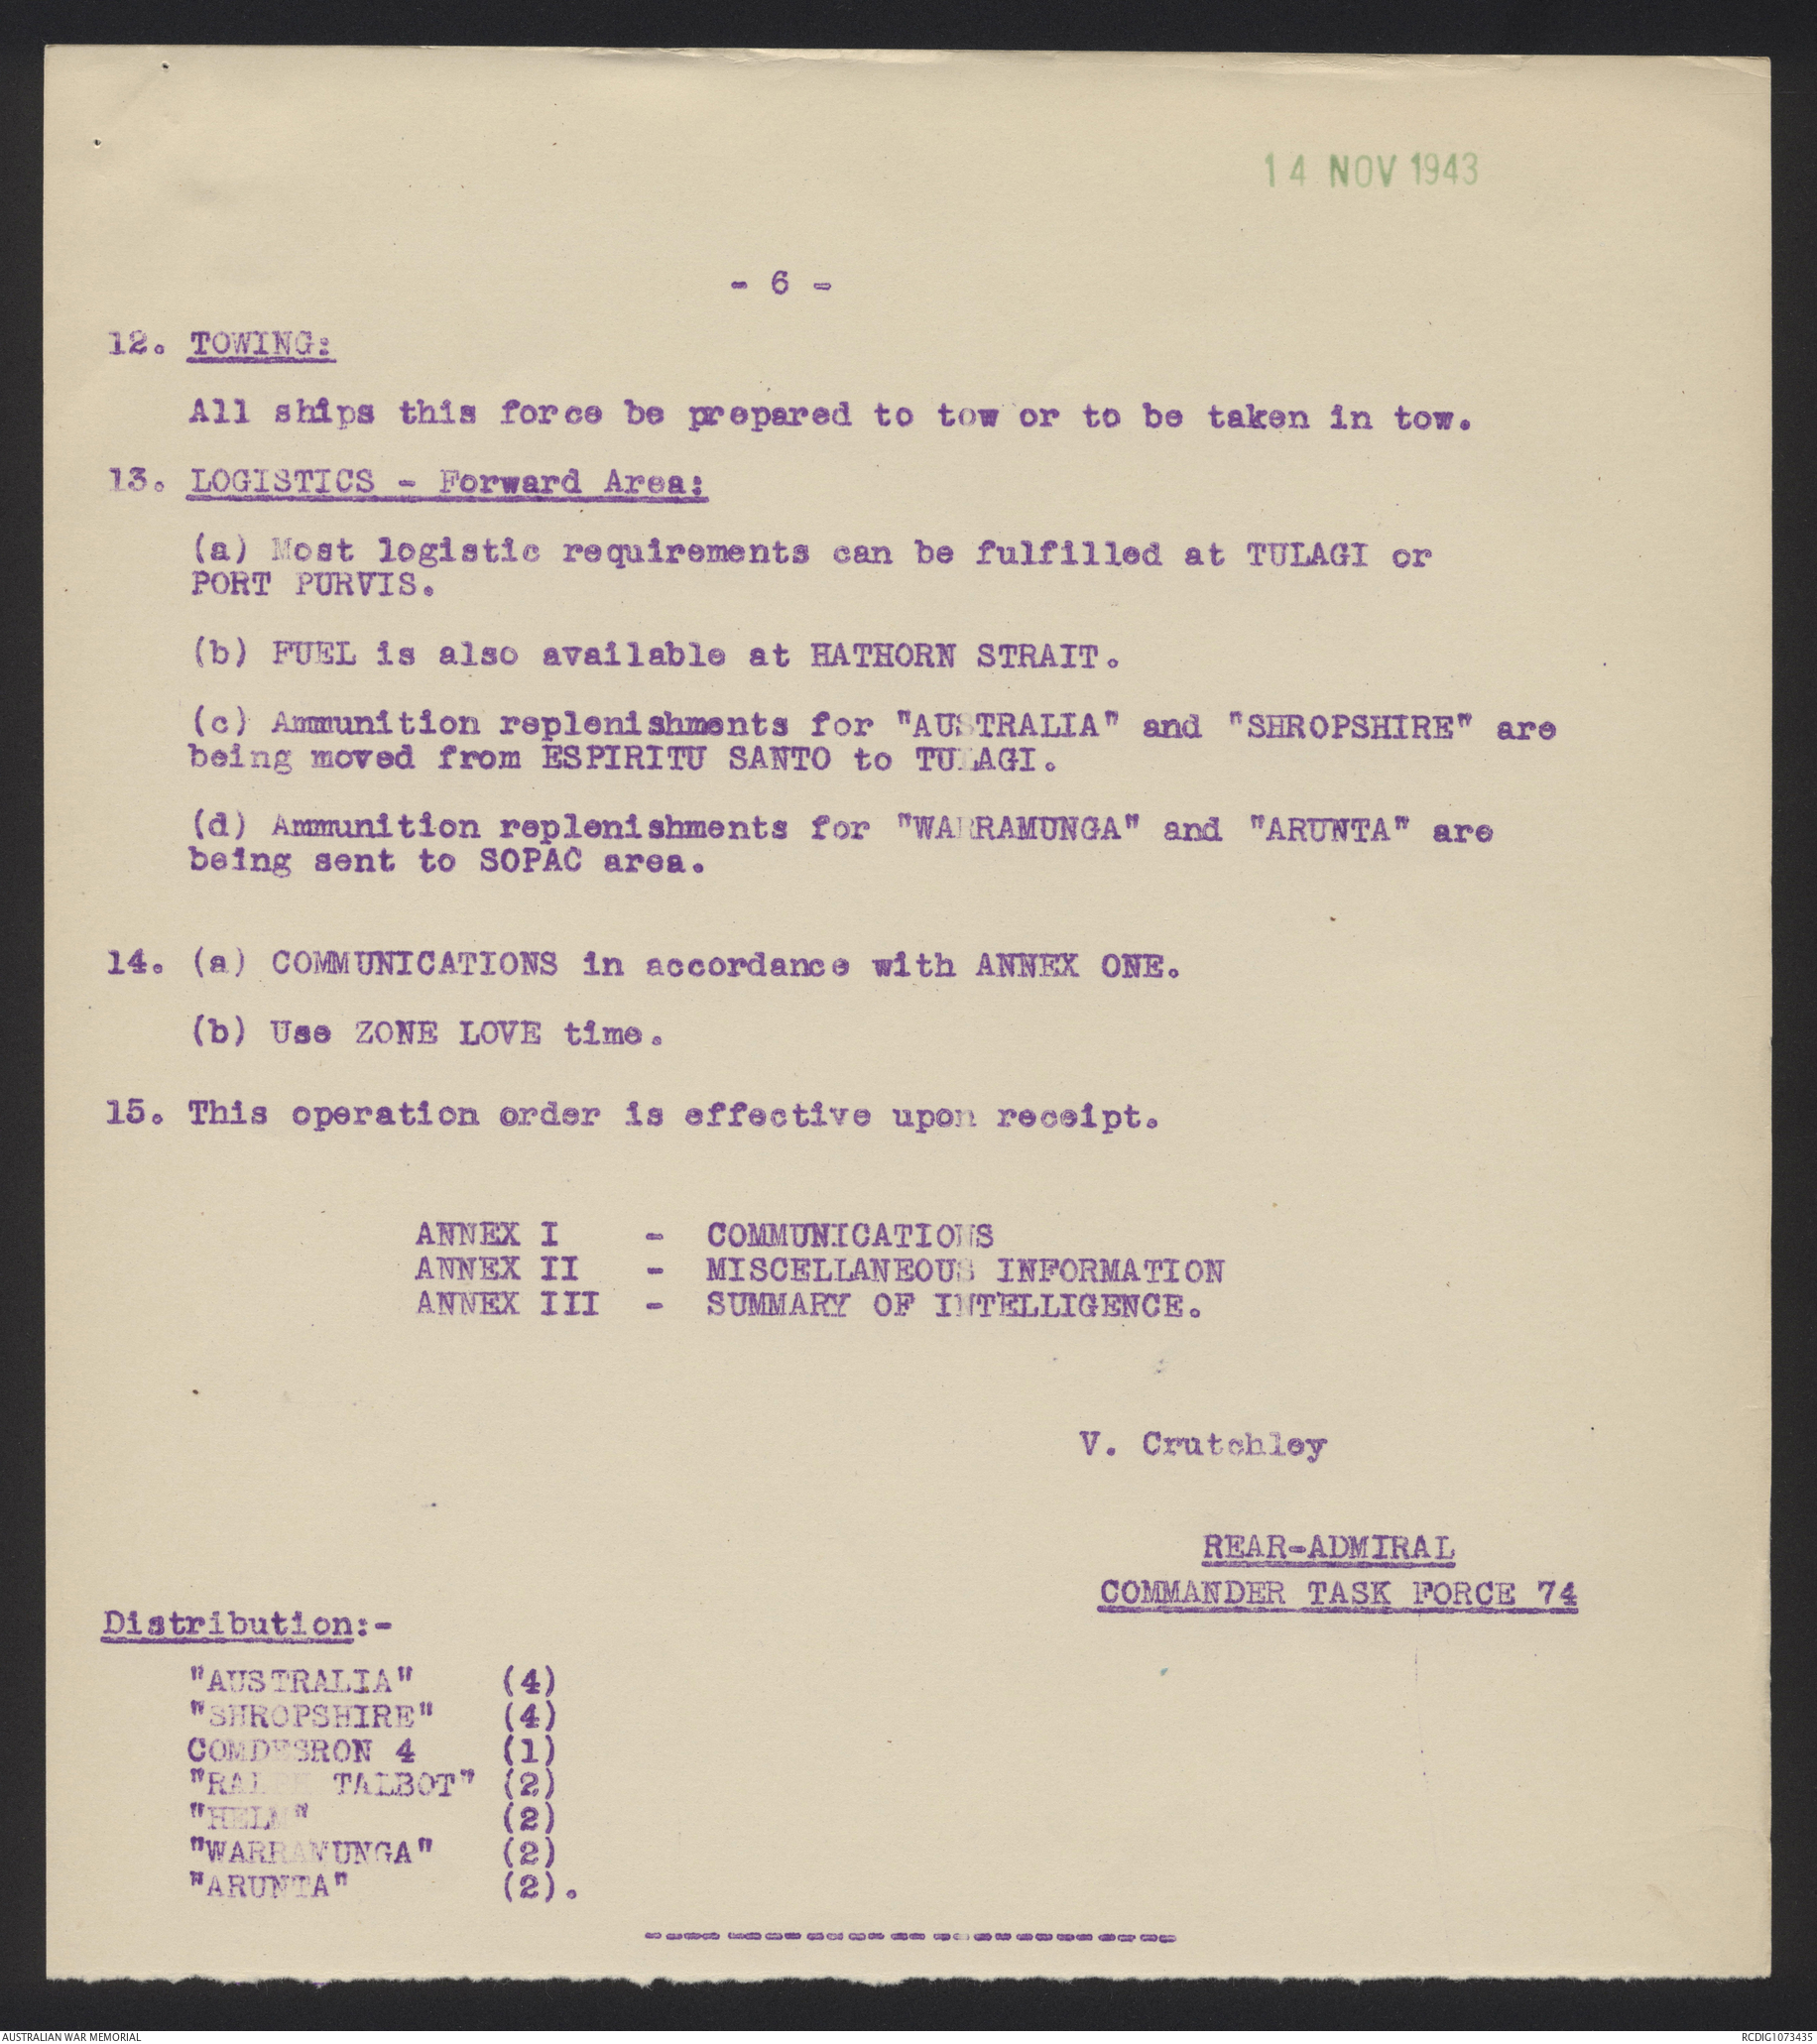 14 NOV 1943
- 6 -
12. TOWING:
All ships this force be prepared to tow or to be taken in tow.
13. LOGISTICS - Forward Area:
(a) Most logistic requirements can be fulfilled at TULAGI or
PORT PURVIS.
(b) FUEL is also available at HATHORN STRAIT.
(c) Ammunition replenishments for "AUSTRALIA" and "SHROPSHIRE" are
being moved from ESPIRITU SANTO to TULAGI.
(d) Ammunition replenishments for "WARRAMUNGA" and "ARUNTA" are
being sent to SOPAC area.
14. (a) COMMUNICATIONS in accordance with ANNEX ONE.
(b) Use ZONE LOVE time.
15. This operation order is effective upon receipt.
ANNEX I - COMMUNICATIONS
ANNEX II - MISCELLANEOUS INFORMATION
ANNEX III - SUMMARY OF INTELLIGENCE.
V. Crutchley
REAR-ADMIRAL
COMMANDER TASK FORCE 74
Distribution:-
"AUSTRALIA" (4)
"SHROPSHIRE" (4)
COMDESRON 4 (1)
"RALPH TALBOT" (2)
"HELM" (2)
"WARRAMUNGA" (2)
"ARUNTA" (2).
AUSTRALIAN WAR MEMORIAL
RCDIG1073435